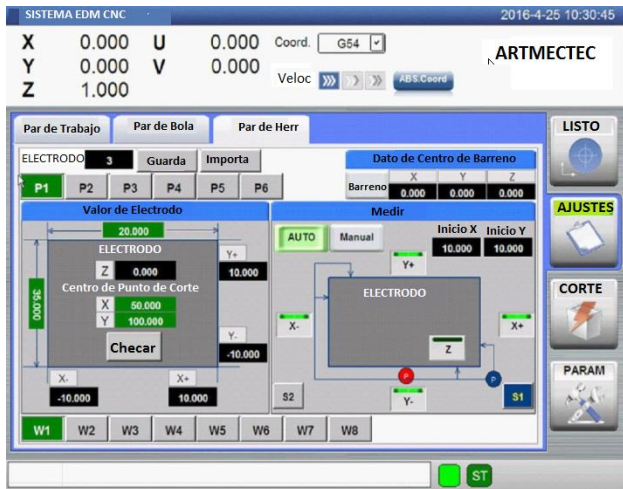 SISTEMA EDM CNC
2016-4-25 10:30:45
X 0.000 U 0.000 Coord. G54
Y 0.000 V 0.000
Z 1.000
Veloc ABS.Coord
ARTMECTEC
Par de Trabajo Par de Bola Par de Herr
ELECTRODO 3 Guarda Importa
P1 P2 P3 P4 P5 P6
Dato de Centro de Barreno
X Y Z
Barreno 0.000 0.000 0.000
Valor de Electrodo
20.000
35.000
ELECTRODO
Z 0.000
Centro de Punto de Corte
X 50.000
Y 100.000
Checar
Y+
10.000
Y-
-10.000
X- X+
-10.000 10.000
Medir
AUTO Manual
Inicio X Inicio Y
10.000 10.000
Y+
ELECTRODO
X- X+
Z
P P
S2 Y- S1
W1 W2 W3 W4 W5 W6 W7 W8
LISTO
AJUSTES
CORTE
PARAM
ST